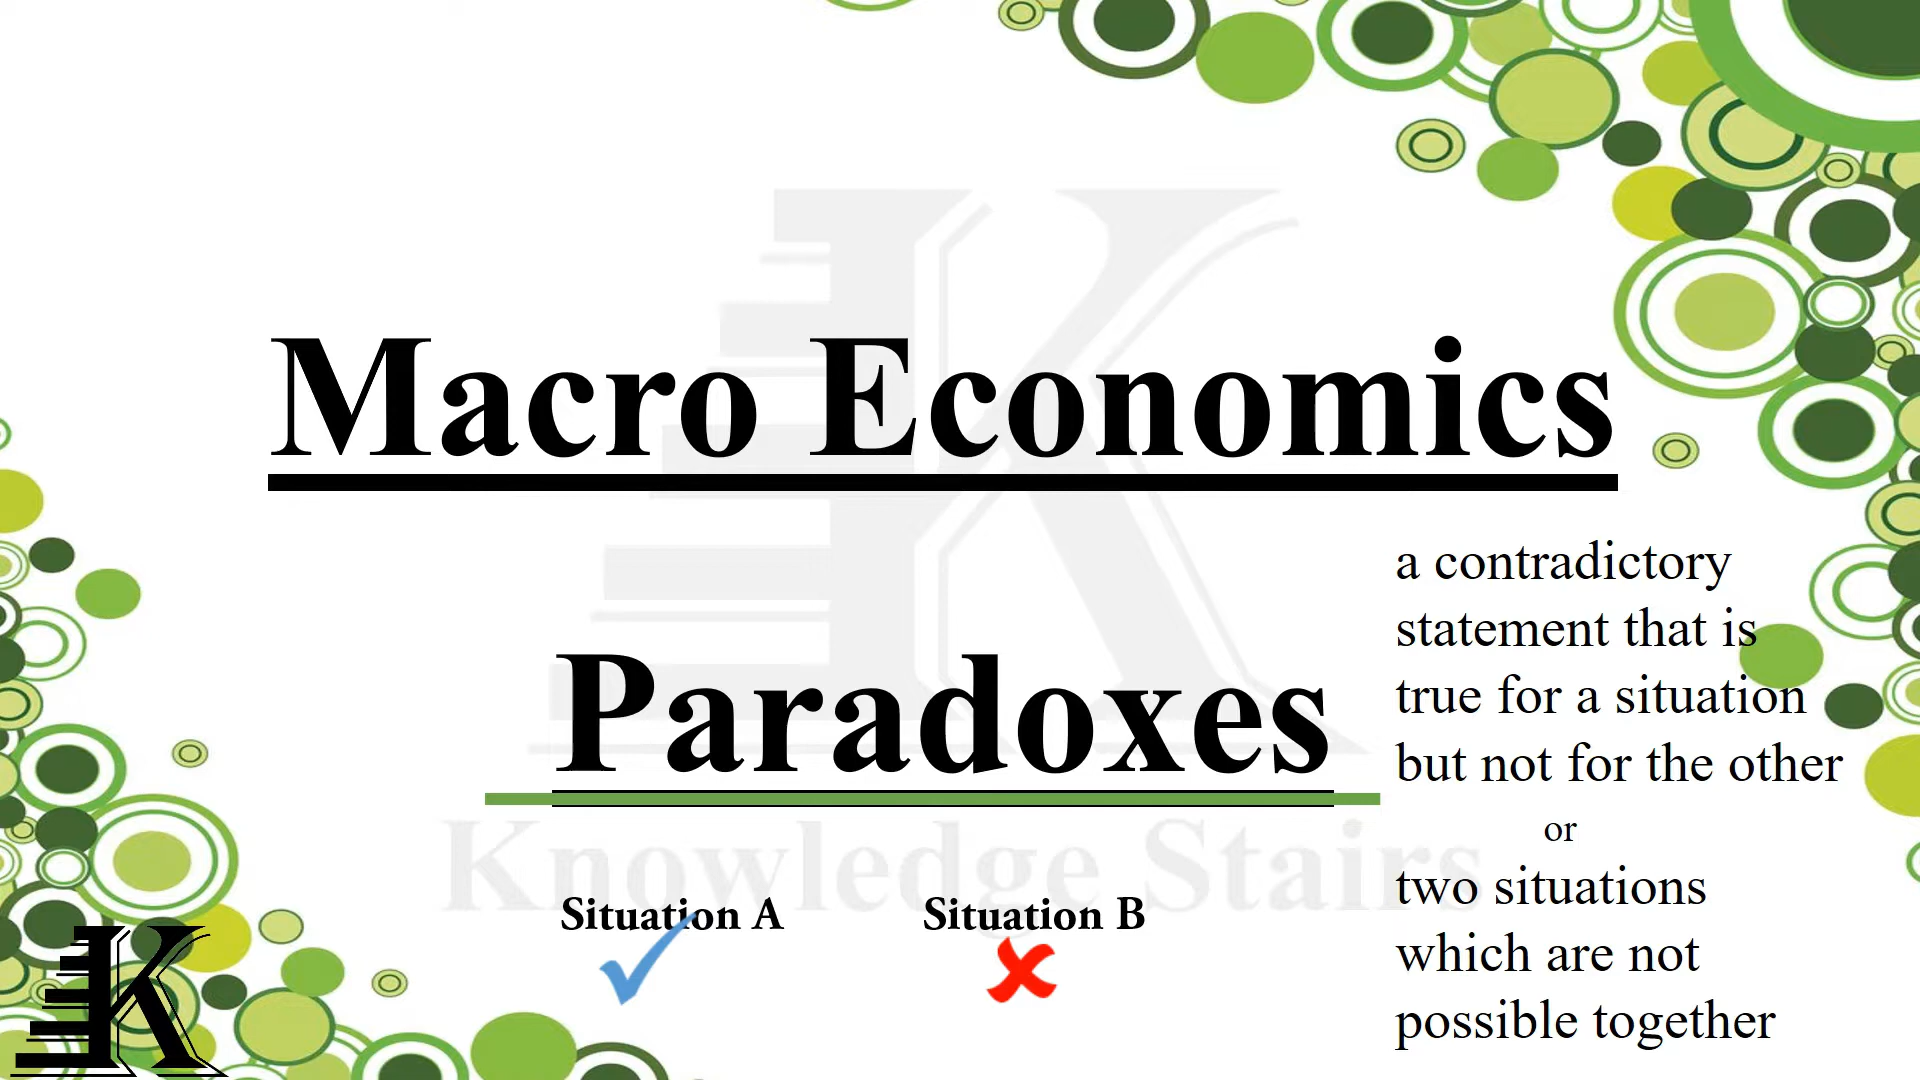 Macro Economics
Paradoxes
a contradictory
statement that is
true for a situation
but not for the other
or
two situations
which are not
possible together
Knowledge Stairs
Situation A
Situation B
K
K